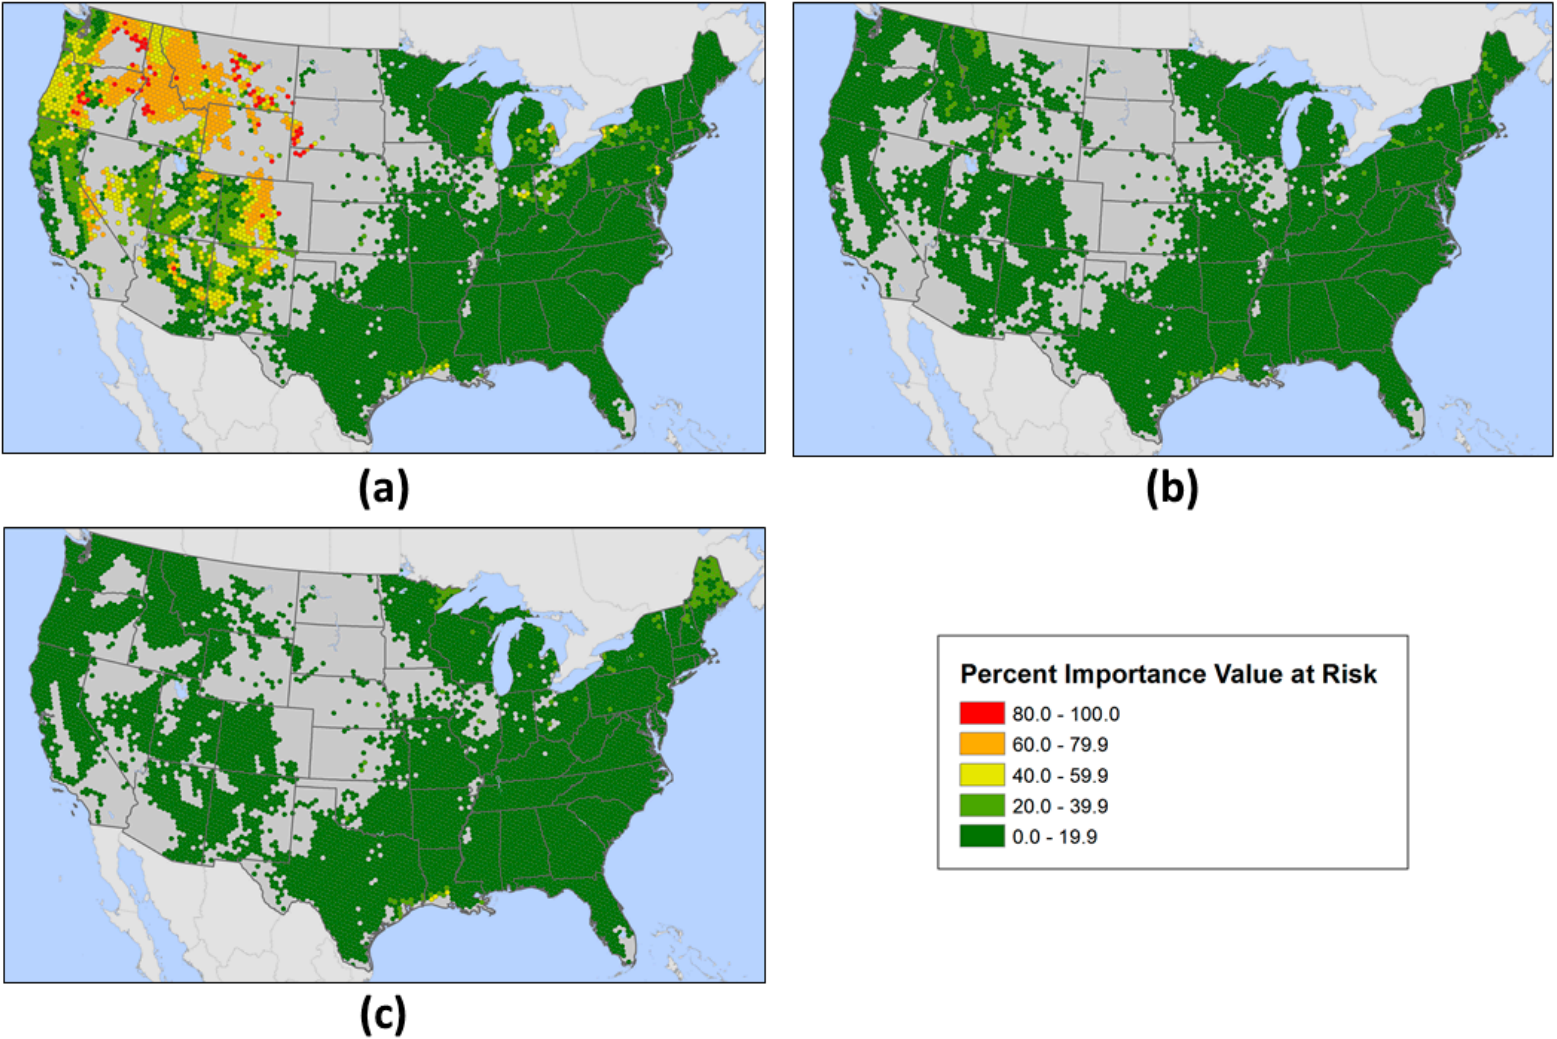 (a)
(b)
(c)
Percent Importance Value at Risk
80.0 - 100.0
60.0 - 79.9
40.0 - 59.9
20.0 - 39.9
0.0 - 19.9